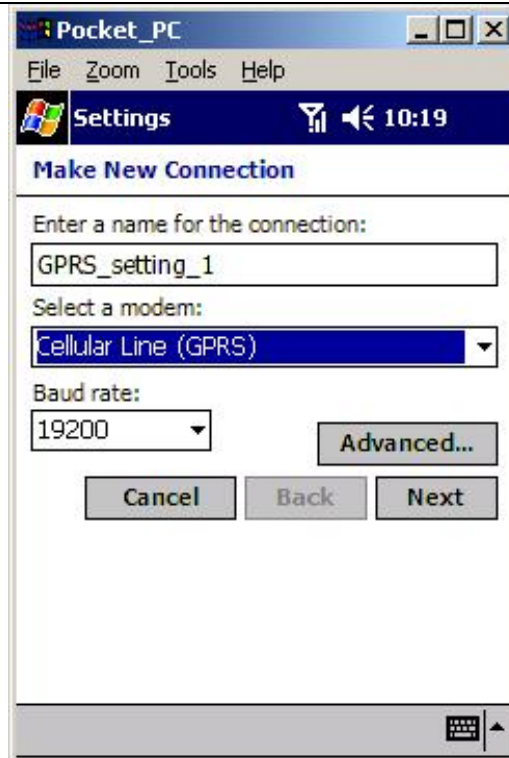 Pocket_PC
File Zoom Tools Help
Settings 10:19
Make New Connection
Enter a name for the connection:
GPRS_setting_1
Select a modem:
Cellular Line (GPRS)
Baud rate:
19200
Advanced...
Cancel Back Next